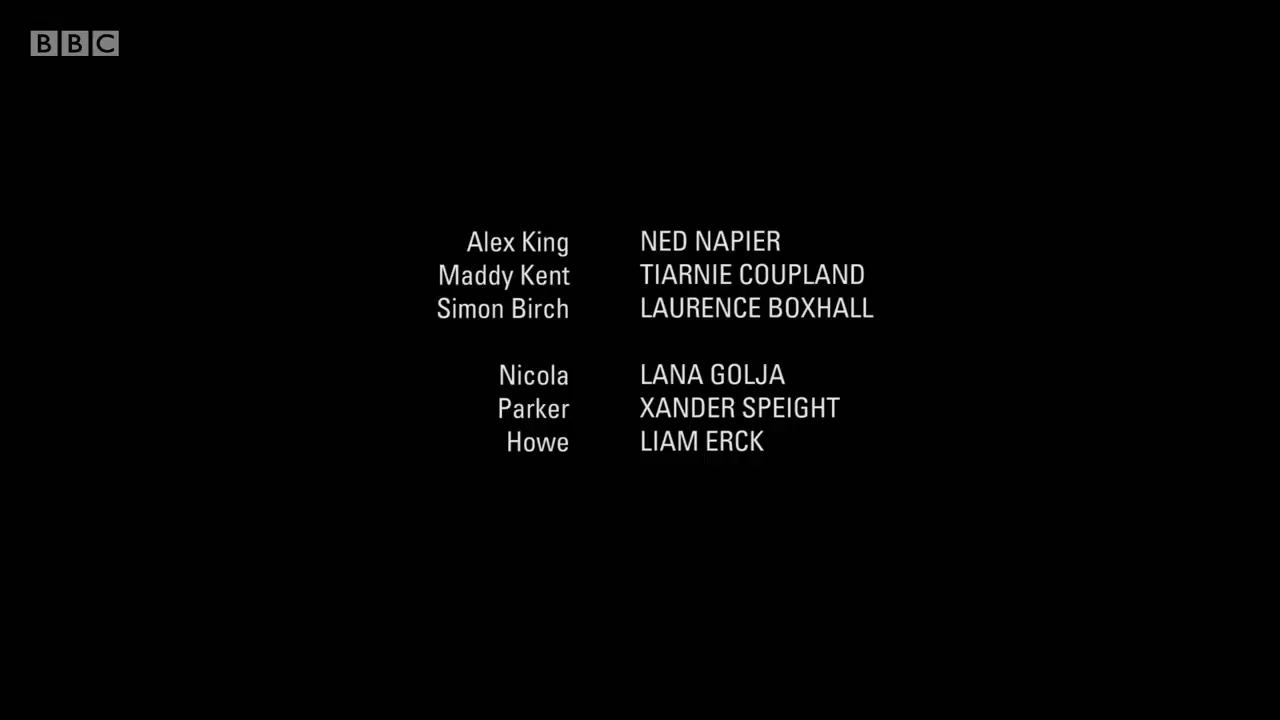 BBC
Alex King NED NAPIER
Maddy Kent TIARNIE COUPLAND
Simon Birch LAURENCE BOXHALL
Nicola LANA GOLJA
Parker XANDER SPEIGHT
Howe LIAM ERCK